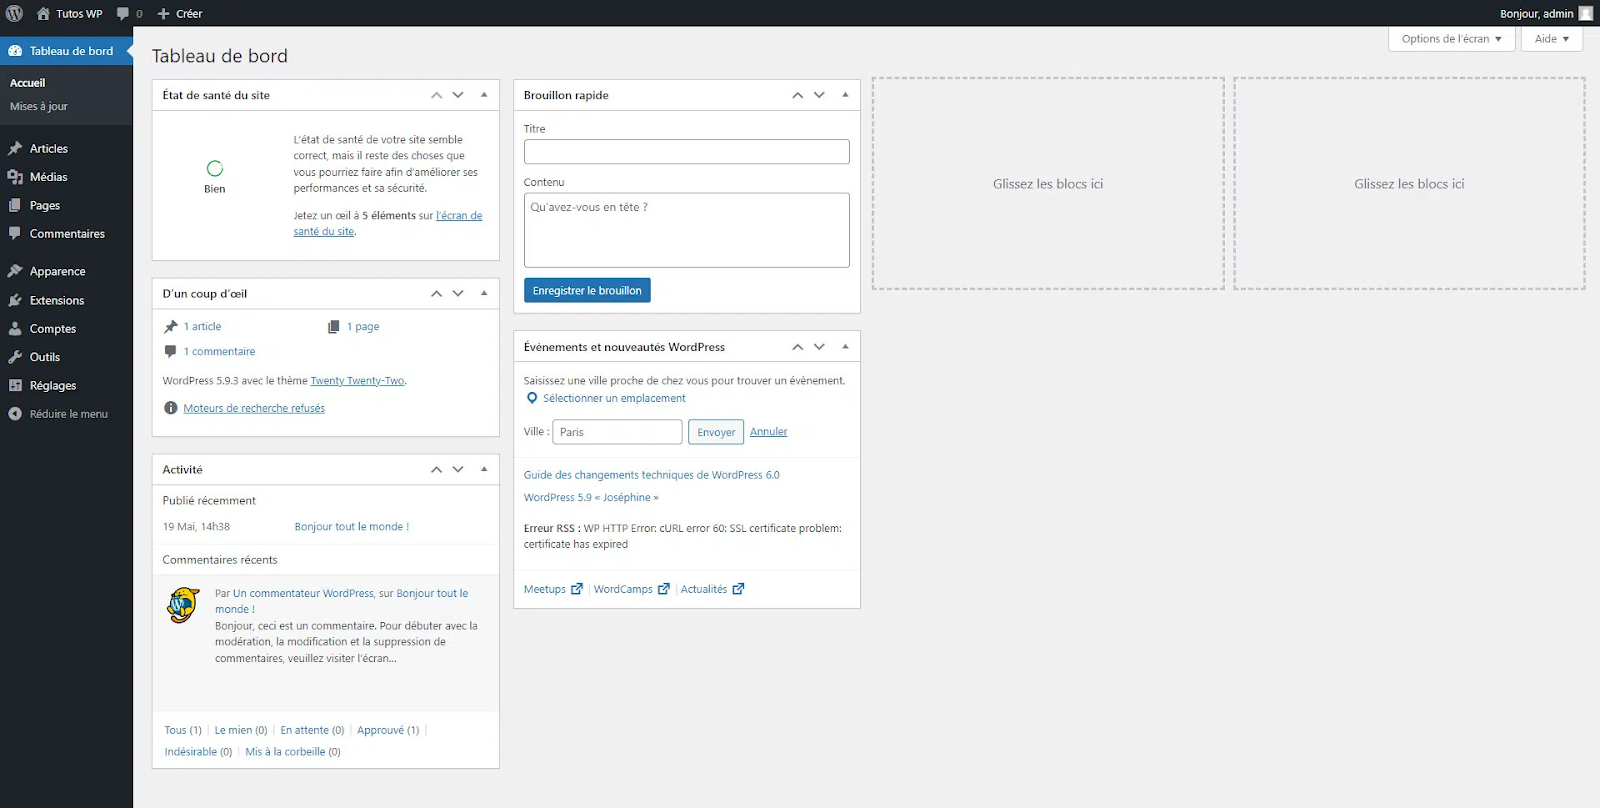 Tutos WP
0
Créer
Bonjour, admin
Tableau de bord
Accueil
Mises à jour
Articles
Médias
Pages
Commentaires
Apparence
Extensions
Comptes
Outils
Réglages
Réduire le menu
Options de l'écran ▼
Aide ▼
Tableau de bord
État de santé du site
Bien
L'état de santé de votre site semble
correct, mais il reste des choses que
vous pourriez faire afin d'améliorer ses
performances et sa sécurité.
Jetez un œil à 5 éléments sur l'écran de
santé du site.
D'un coup d'œil
1 article
1 page
1 commentaire
WordPress 5.9.3 avec le thème Twenty Twenty-Two.
Moteurs de recherche refusés
Activité
Publié récemment
19 Mai, 14h38
Bonjour tout le monde !
Commentaires récents
Par Un commentateur WordPress, sur Bonjour tout le
monde !
Bonjour, ceci est un commentaire. Pour débuter avec la
modération, la modification et la suppression de
commentaires, veuillez visiter l'écran…
Tous (1) | Le mien (0) | En attente (0) | Approuvé (1) |
Indésirable (0) | Mis à la corbeille (0)
Brouillon rapide
Titre
Contenu
Qu'avez-vous en tête ?
Enregistrer le brouillon
Évènements et nouveautés WordPress
Saisissez une ville proche de chez vous pour trouver un évènement.
Sélectionner un emplacement
Ville : Paris Envoyer Annuler
Guide des changements techniques de WordPress 6.0
WordPress 5.9 « Joséphine »
Erreur RSS : WP HTTP Error: cURL error 60: SSL certificate problem:
certificate has expired
Meetups | WordCamps | Actualités
Glissez les blocs ici
Glissez les blocs ici